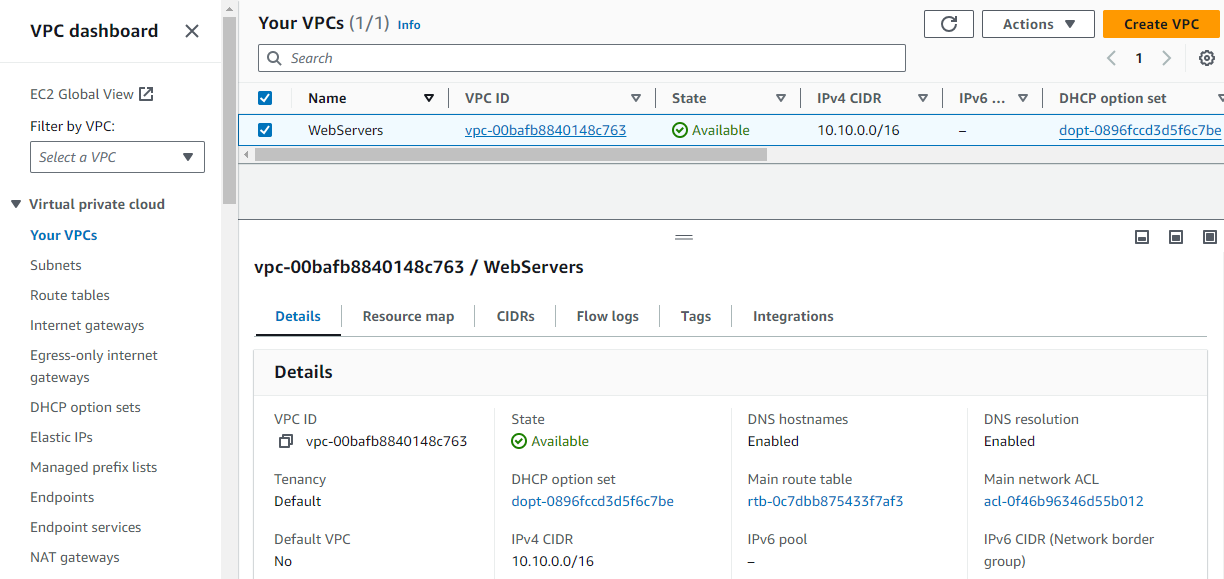 VPC dashboard
EC2 Global View
Filter by VPC:
Select a VPC
Virtual private cloud
Your VPCs
Subnets
Route tables
Internet gateways
Egress-only internet
gateways
DHCP option sets
Elastic IPs
Managed prefix lists
Endpoints
Endpoint services
NAT gateways
Your VPCs (1/1) Info
Actions
Create VPC
Search
1
Name VPC ID State IPv4 CIDR IPv6 ... DHCP option set
WebServers vpc-00bafb8840148c763 Available 10.10.0.0/16 – dopt-0896fccd3d5f6c7be
vpc-00bafb8840148c763 / WebServers
Details Resource map CIDRs Flow logs Tags Integrations
Details
VPC ID State DNS hostnames DNS resolution
vpc-00bafb8840148c763 Available Enabled Enabled
Tenancy DHCP option set Main route table Main network ACL
Default dopt-0896fccd3d5f6c7be rtb-0c7dbb875433f7af3 acl-0f46b96346d55b012
Default VPC IPv4 CIDR IPv6 pool IPv6 CIDR (Network border
No 10.10.0.0/16 – group)